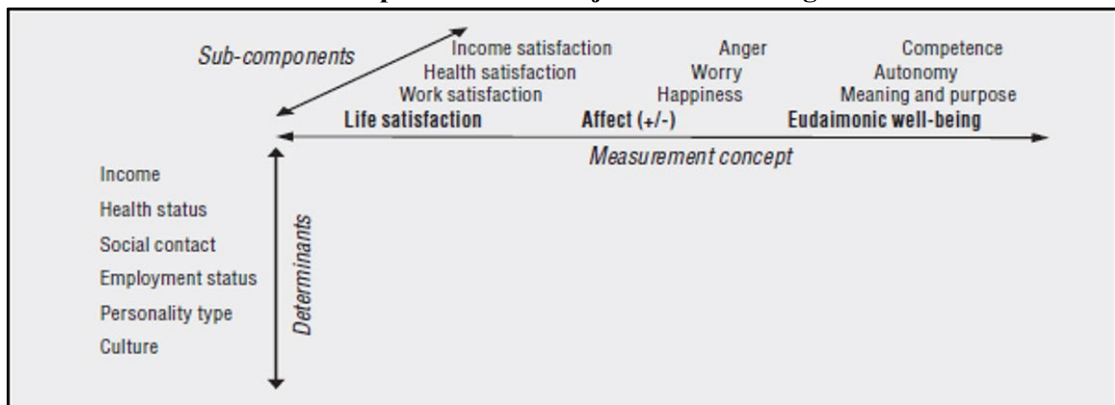 Sub-components
Income satisfaction Anger Competence
Health satisfaction Worry Autonomy
Work satisfaction Happiness Meaning and purpose
Life satisfaction Affect (+/-) Eudaimonic well-being
Measurement concept
Income
Health status
Social contact
Employment status
Personality type
Culture
Determinants